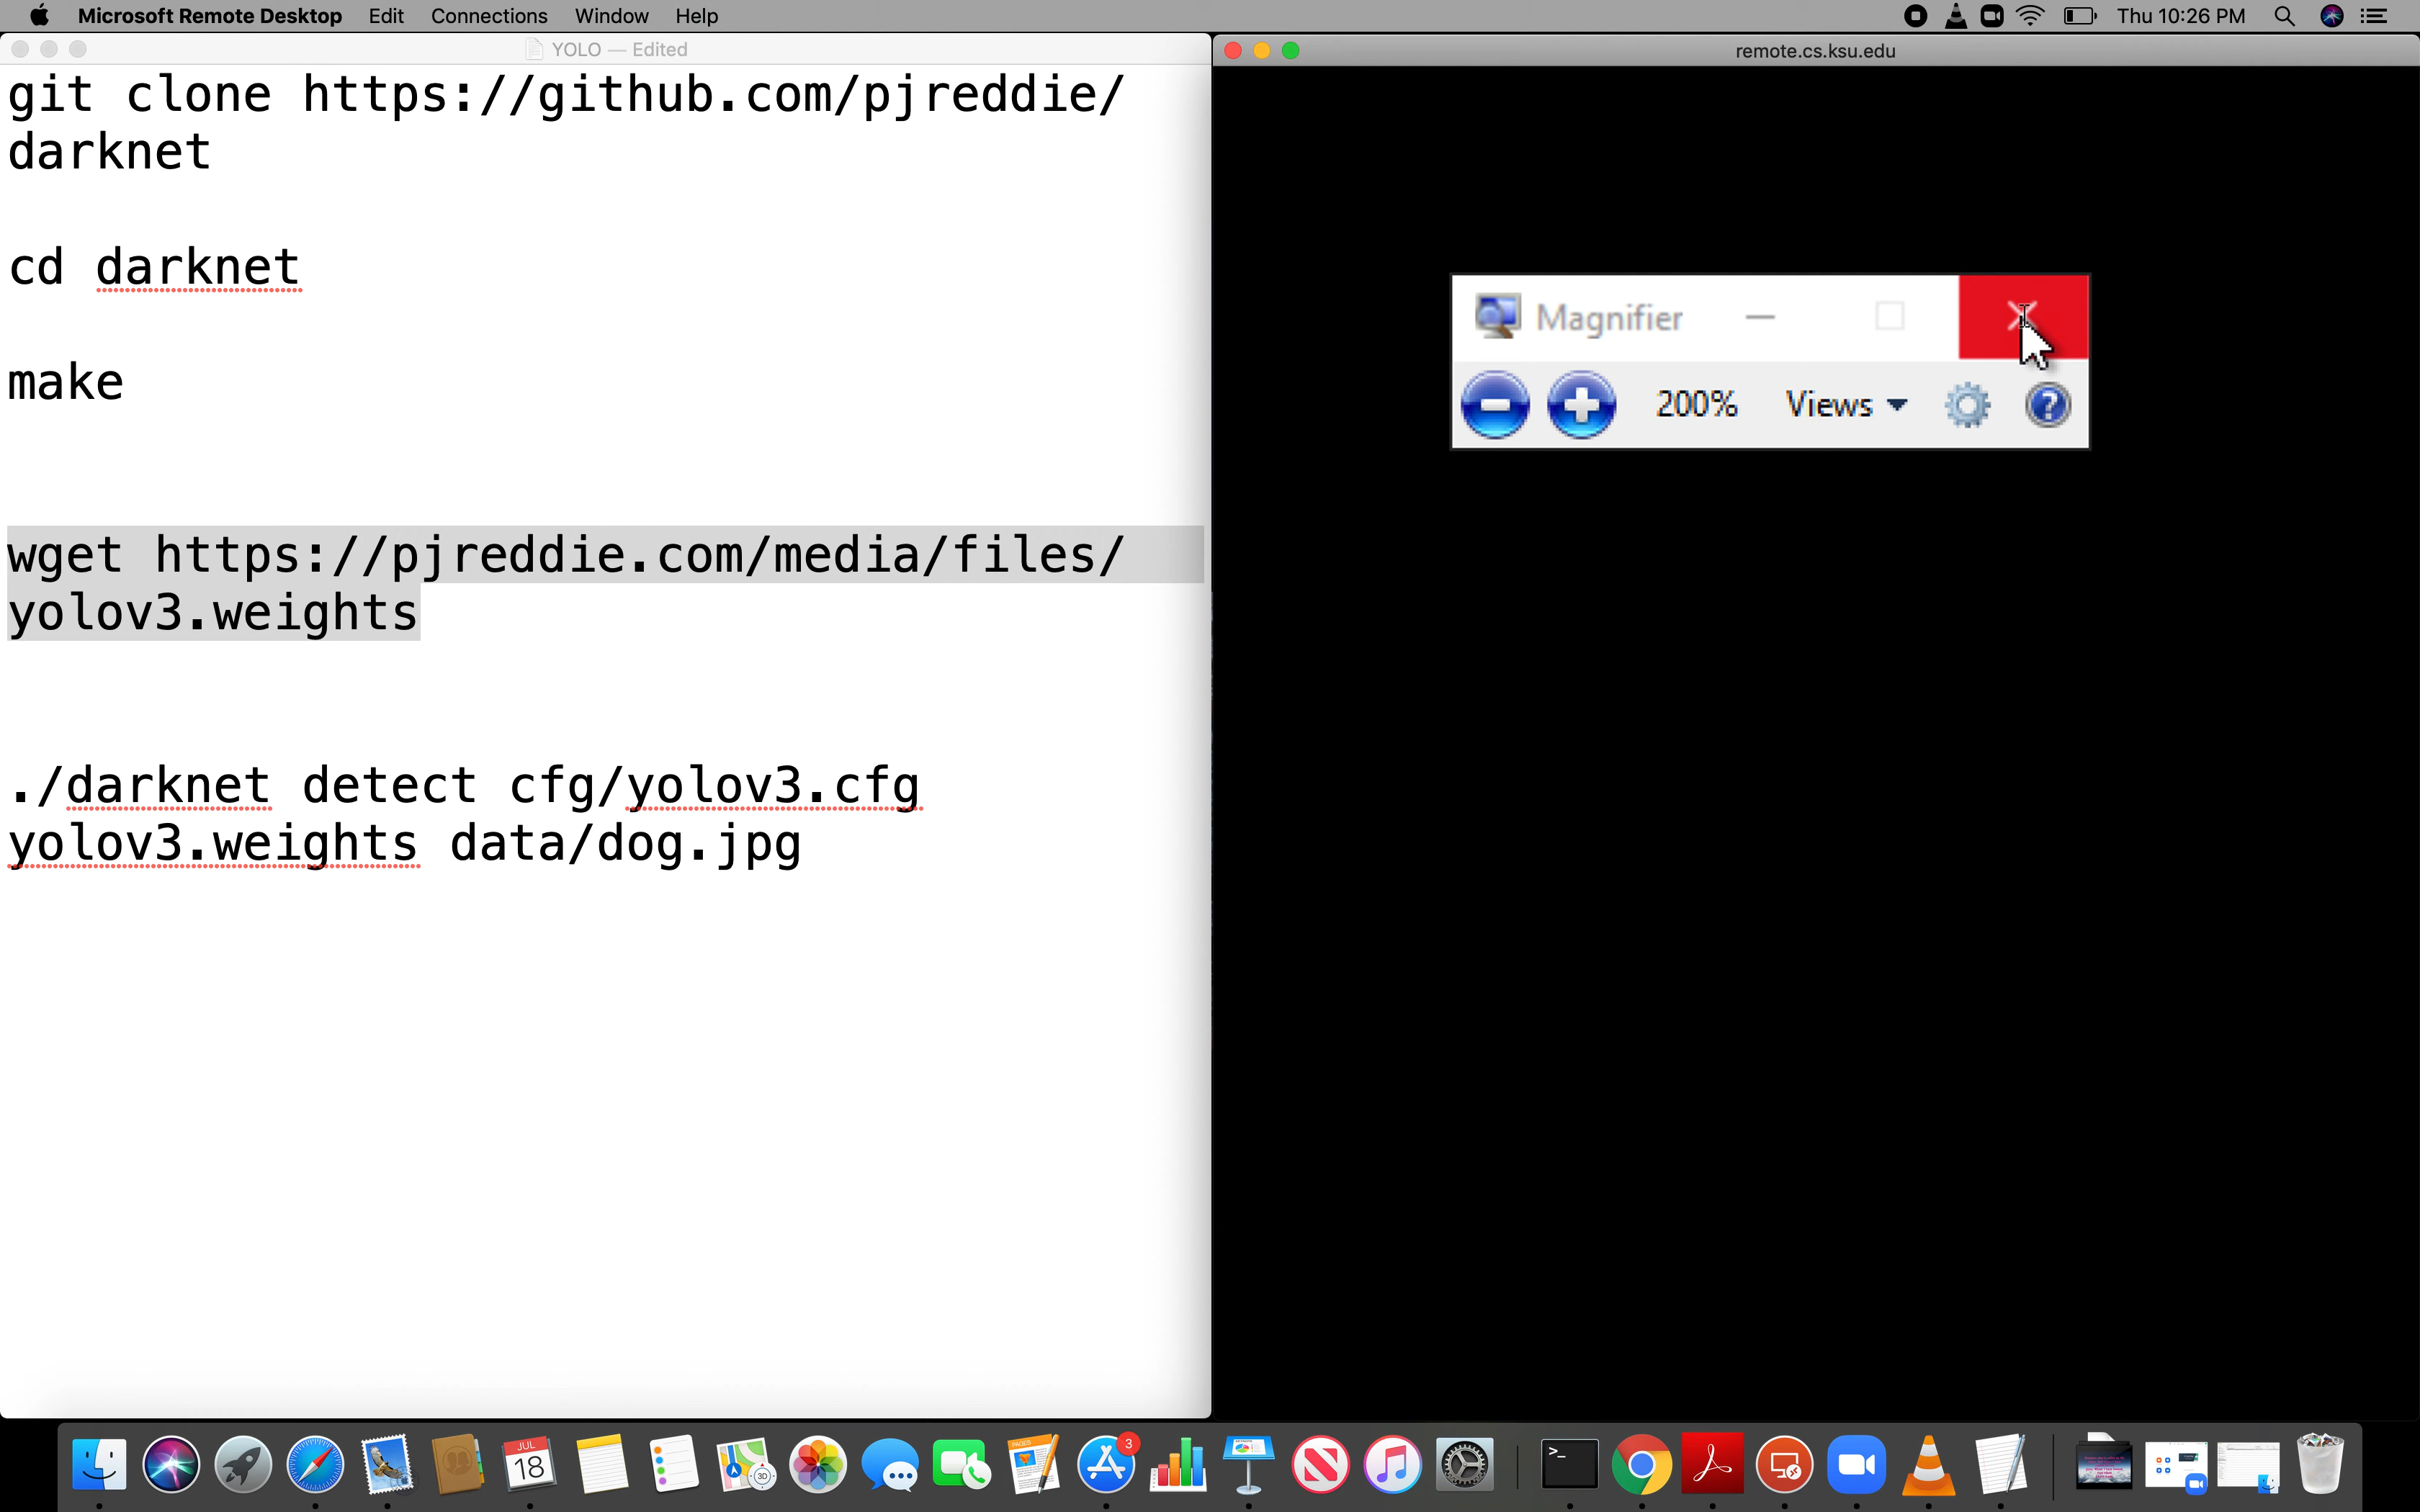 Microsoft Remote Desktop Edit Connections Window Help Thu 10:26 PM
YOLO — Edited
git clone https://github.com/pjreddie/
darknet
cd darknet
make
wget https://pjreddie.com/media/files/
yolov3.weights
./darknet detect cfg/yolov3.cfg
yolov3.weights data/dog.jpg
remote.cs.ksu.edu
Magnifier
200% Views
JUL
18
PAGES
3
3D
>_